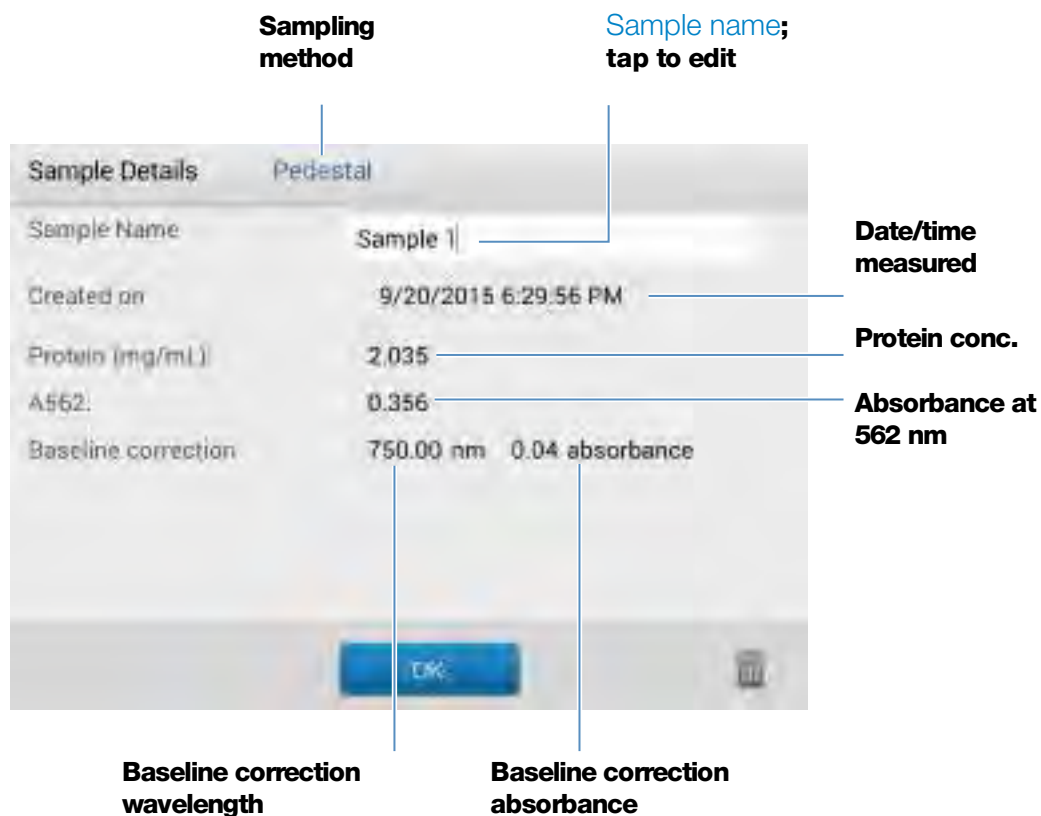 Sampling
method
Sample name;
tap to edit
Sample Details Pedestal
Sample Name Sample 1
Date/time
measured
Created on 9/20/2015 6:29:56 PM
Protein conc.
Protein (mg/mL) 2.035
A562: 0.356
Absorbance at
562 nm
Baseline correction 750.00 nm 0.04 absorbance
OK
Baseline correction
wavelength
Baseline correction
absorbance